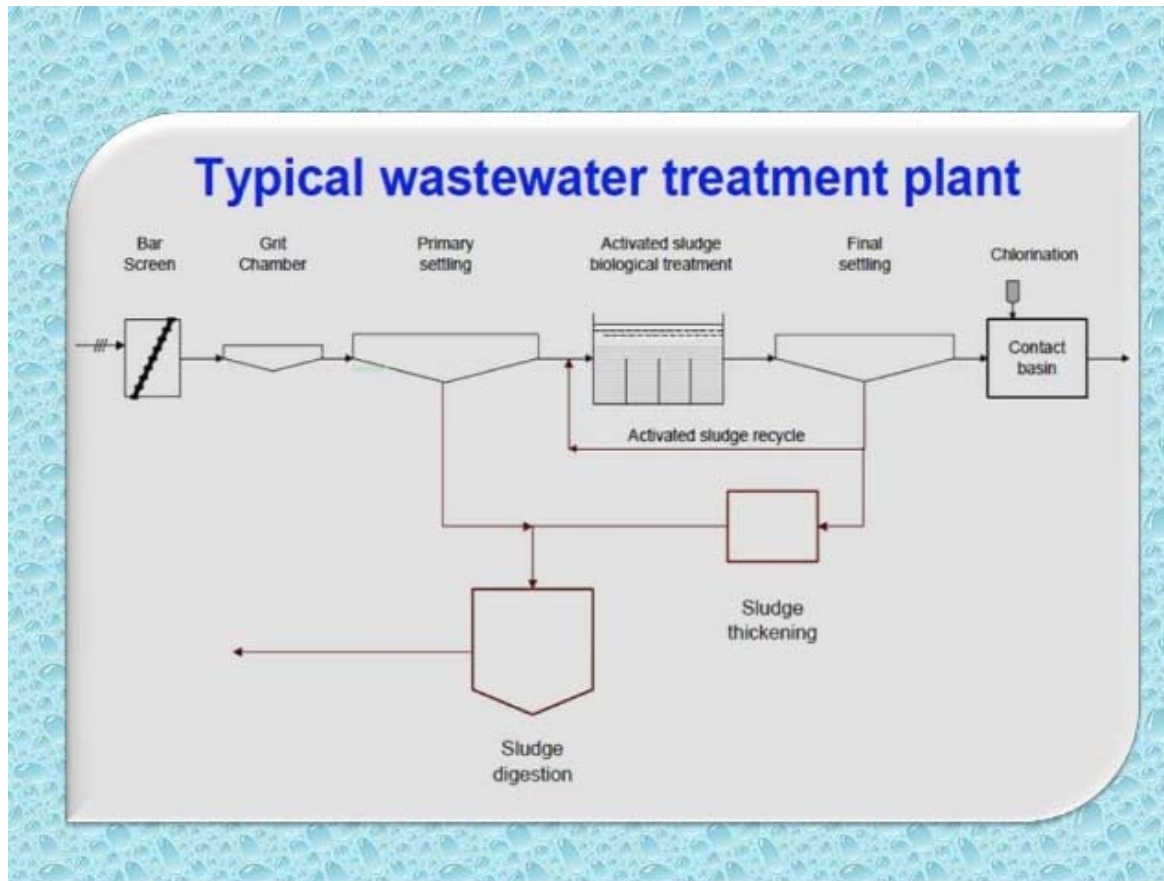 Typical wastewater treatment plant
Bar
Screen
Grit
Chamber
Primary
settling
Activated sludge
biological treatment
Final
settling
Chlorination
Contact
basin
Activated sludge recycle
Sludge
thickening
Sludge
digestion